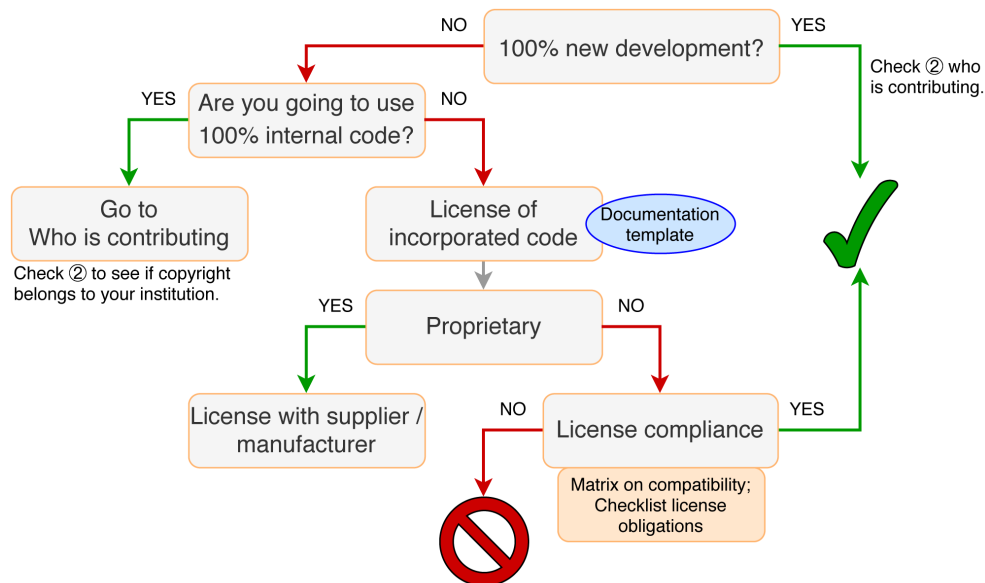 NO
YES
100% new development?
Check ② who
is contributing.
YES
Are you going to use
100% internal code?
NO
Go to
Who is contributing
License of
incorporated code
Documentation
template
Check ② to see if copyright
belongs to your institution.
YES
Proprietary
NO
License with supplier /
manufacturer
NO
License compliance
YES
Matrix on compatibility;
Checklist license
obligations